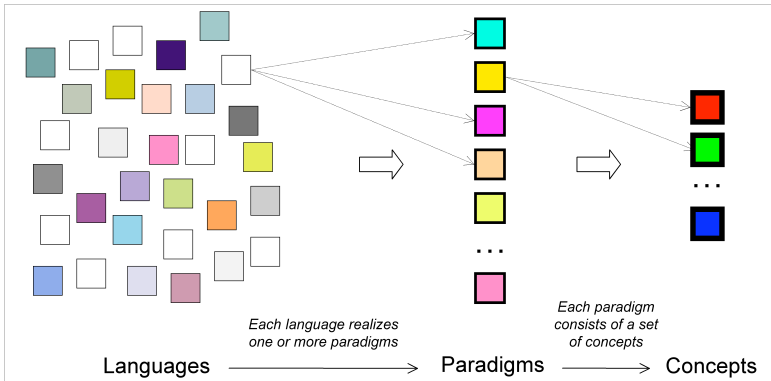 ...
...
Each language realizes
one or more paradigms
Each paradigm
consists of a set
of concepts
Languages
Paradigms
Concepts